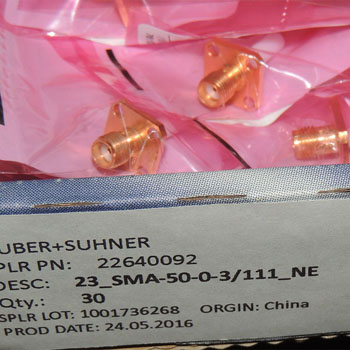 UBER+SUHNER
PLR PN: 22640092
DESC: 23_SMA-50-0-3/111_NE
Qty.: 30
SPLR LOT: 1001736268 ORGIN: China
PROD DATE: 24.05.2016